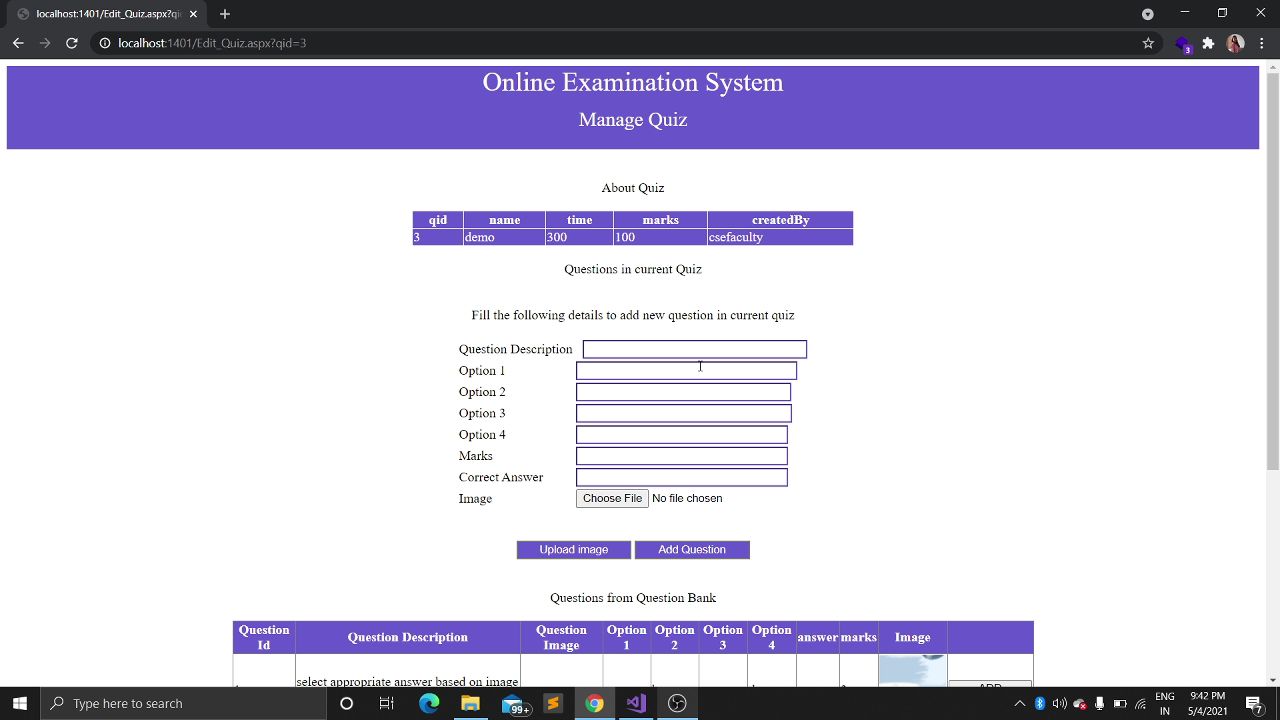 localhost:1401/Edit_Quiz.aspx?qi
localhost:1401/Edit_Quiz.aspx?qid=3
3
Online Examination System
Manage Quiz
About Quiz
qid name time marks createdBy
3 demo 300 100 csefaculty
Questions in current Quiz
Fill the following details to add new question in current quiz
Question Description
Option 1
Option 2
Option 3
Option 4
Marks
Correct Answer
Image Choose File No file chosen
Upload image Add Question
Questions from Question Bank
Question Id Question Description Question Image Option 1 Option 2 Option 3 Option 4 answer marks Image
select appropriate answer based on image
Type here to search
99+
ENG
IN
9:42 PM
5/4/2021
7